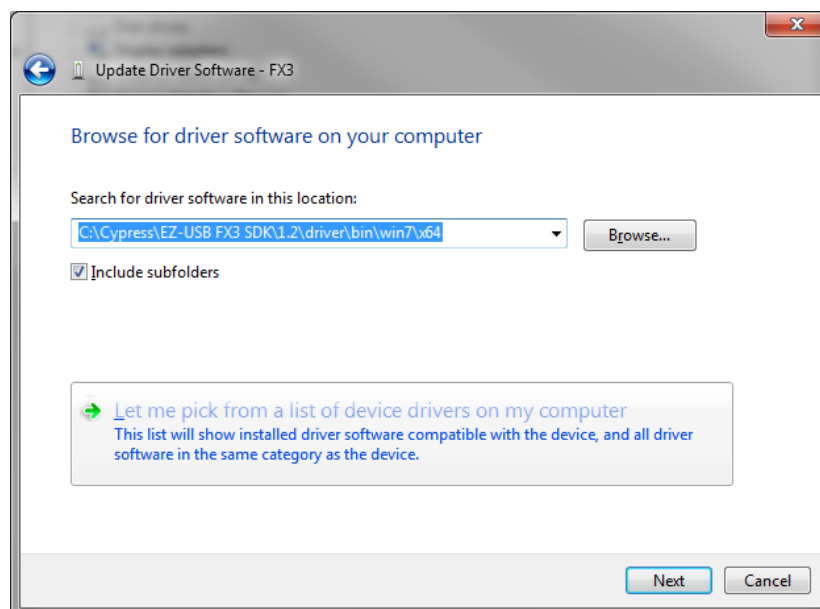 Update Driver Software - FX3
Browse for driver software on your computer
Search for driver software in this location:
C:\Cypress\EZ-USB FX3 SDK\1.2\driver\bin\win7\x64
Browse...
Include subfolders
Let me pick from a list of device drivers on my computer
This list will show installed driver software compatible with the device, and all driver
software in the same category as the device.
Next
Cancel